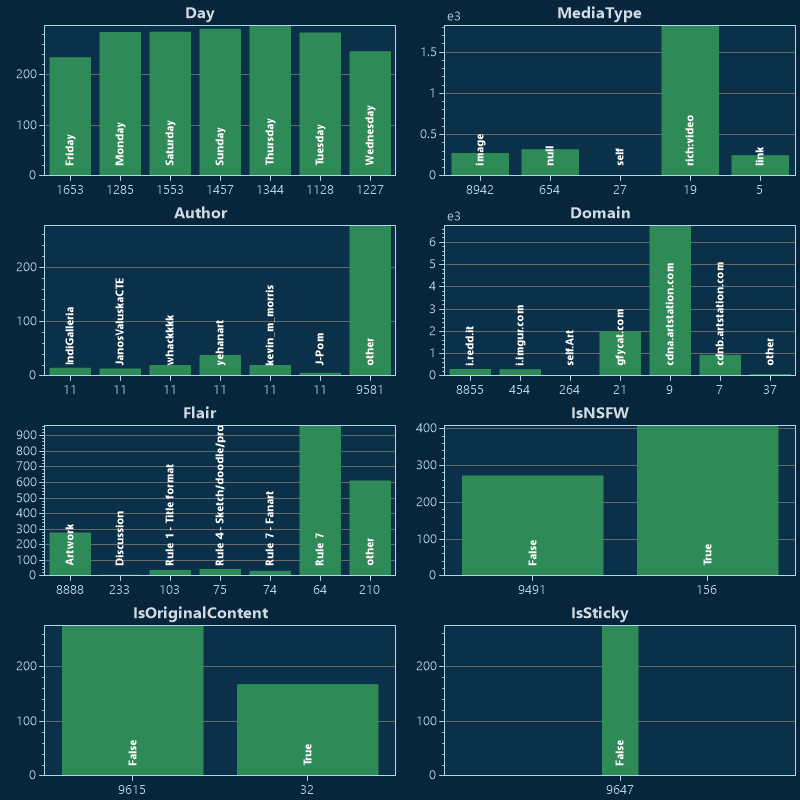 Day
200
100
0
Friday
Monday
Saturday
Sunday
Thursday
Tuesday
Wednesday
1653 1285 1553 1457 1344 1128 1227
MediaType
e3
1.5
1
0.5
0
image
null
self
rich:video
link
8942 654 27 19 5
Author
200
100
0
IndiGalleria
JanosValuskaCTE
whackkkk
yehanart
kevin_m_morris
J-Pom
other
11 11 11 11 11 11 9581
Domain
e3
6
5
4
3
2
1
0
i.redd.it
i.imgur.com
self.Art
gfycat.com
cdna.artstation.com
cdnb.artstation.com
other
8855 454 264 21 9 7 37
Flair
900
800
700
600
500
400
300
200
100
0
Artwork
Discussion
Rule 1 - Title format
Rule 4 - Sketch/doodle/pro
Rule 7 - Fanart
Rule 7
other
8888 233 103 75 74 64 210
IsNSFW
400
300
200
100
0
False
True
9491 156
IsOriginalContent
200
100
0
False
True
9615 32
IsSticky
200
100
0
False
9647